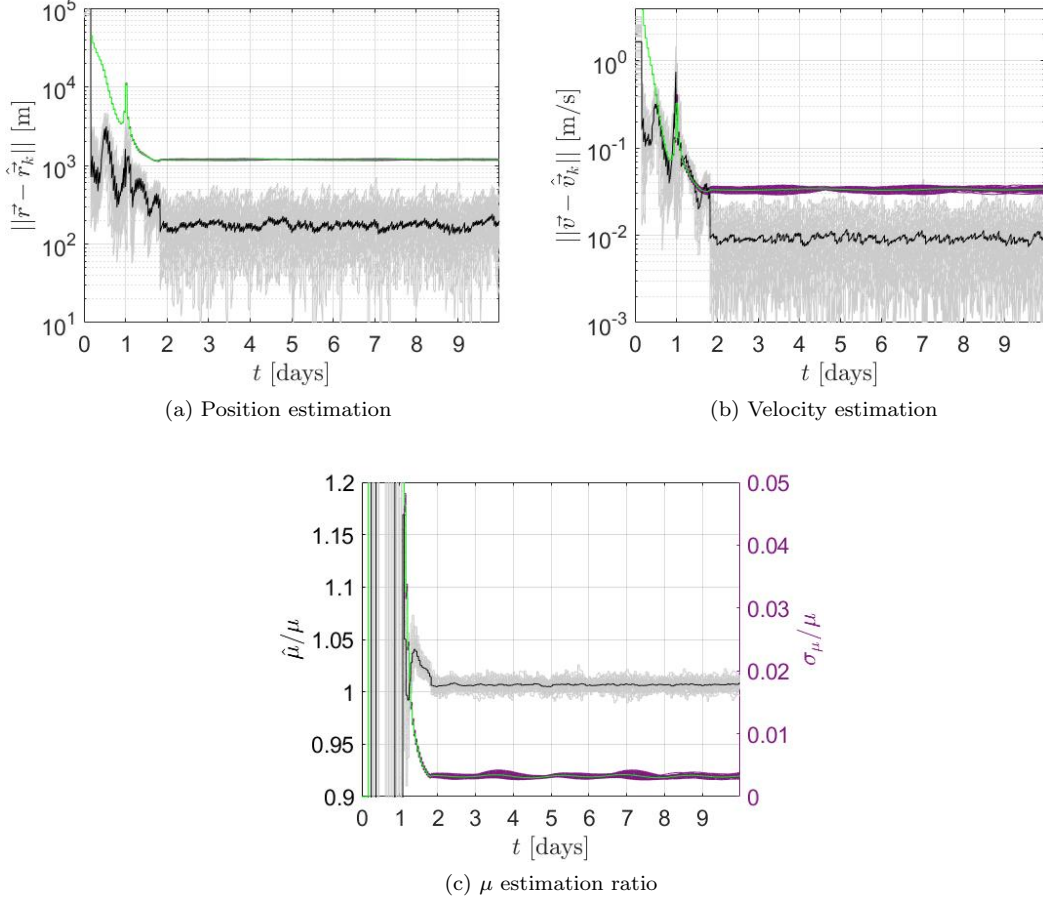 10^5
10^4
10^3
10^2
10^1
||\vec{r} − \hat{\vec{r}}_k|| [m]
0 1 2 3 4 5 6 7 8 9
t [days]
(a) Position estimation
10^0
10^-1
10^-2
10^-3
||\vec{v} − \hat{\vec{v}}_k|| [m/s]
0 1 2 3 4 5 6 7 8 9
t [days]
(b) Velocity estimation
1.2
1.15
1.1
1.05
1
0.95
0.9
μ̂/μ
0.05
0.04
0.03
0.02
0.01
0
σ_μ/μ
0 1 2 3 4 5 6 7 8 9
t [days]
(c) μ estimation ratio